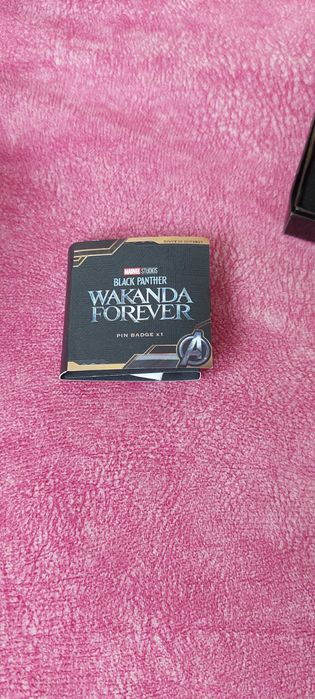 MARVEL STUDIOS
BLACK PANTHER
WAKANDA
FOREVER
PIN BADGE x1